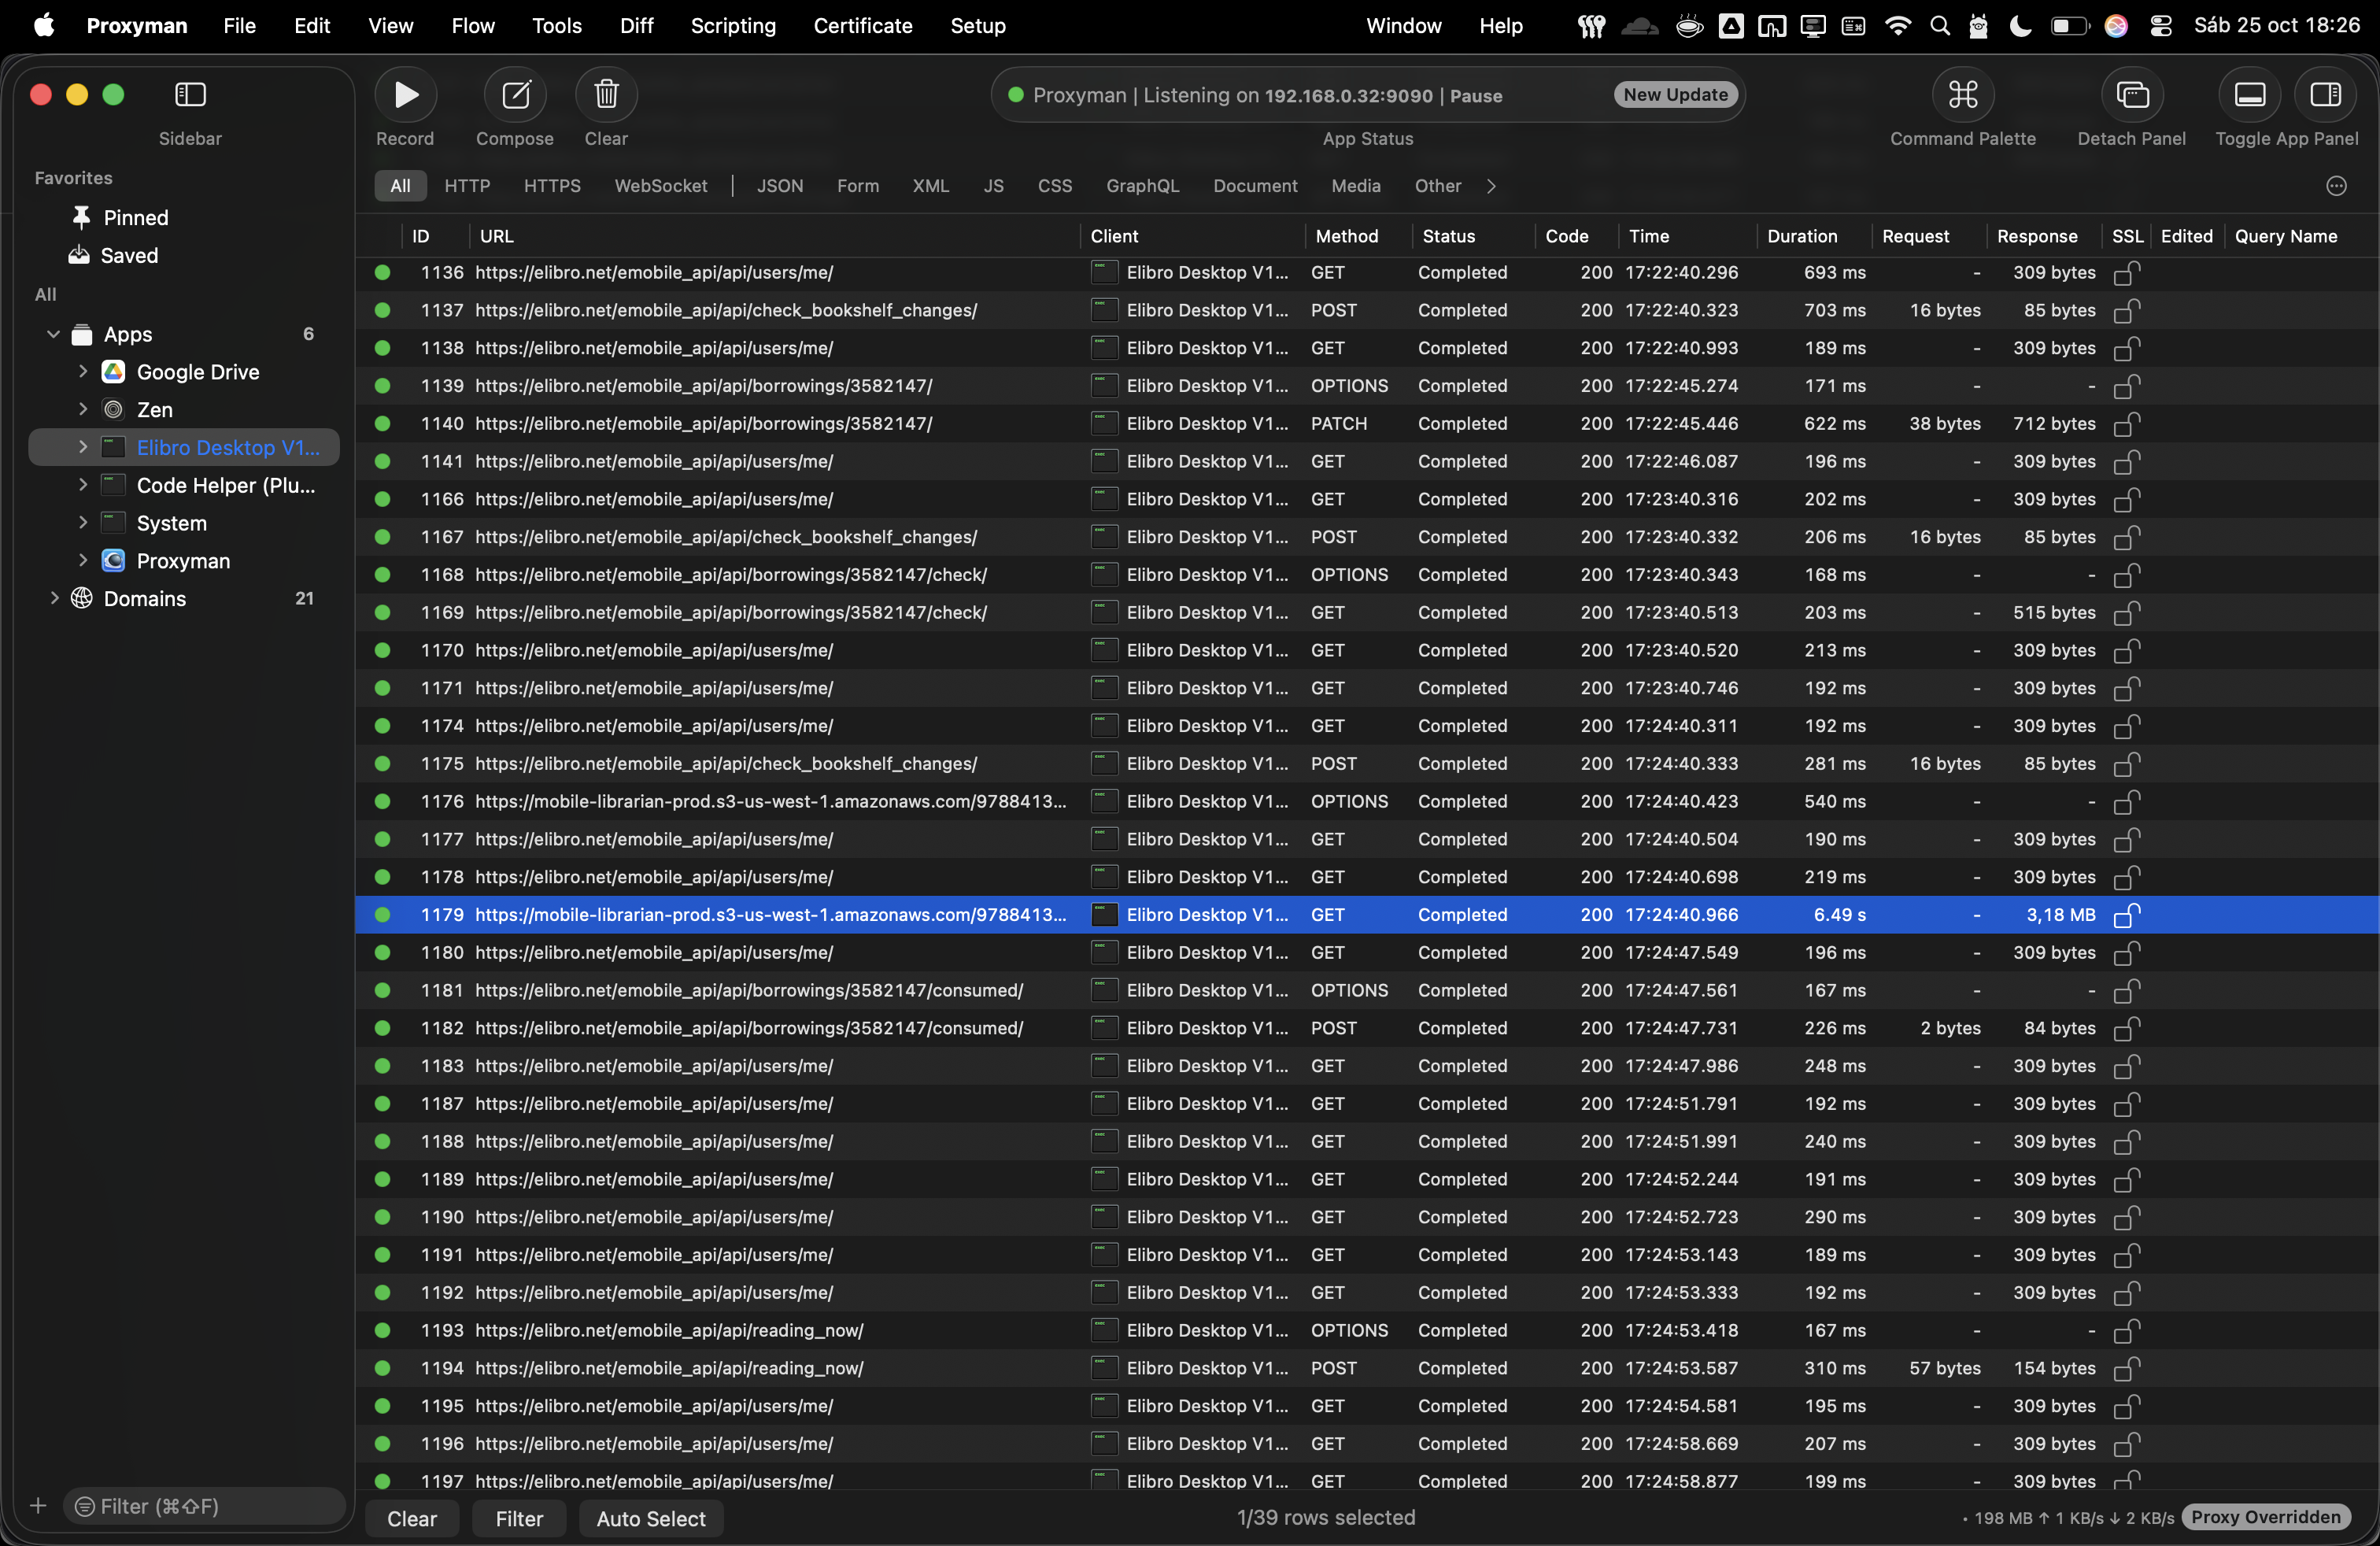 Proxyman File Edit View Flow Tools Diff Scripting Certificate Setup Window Help Sáb 25 oct 18:26
Proxyman | Listening on 192.168.0.32:9090 | Pause New Update
Sidebar Record Compose Clear App Status Command Palette Detach Panel Toggle App Panel
Favorites
Pinned
Saved
All
Apps 6
Google Drive
Zen
Elibro Desktop V1...
Code Helper (Plu...
System
Proxyman
Domains 21
Filter (⌘⇧F)
All HTTP HTTPS WebSocket | JSON Form XML JS CSS GraphQL Document Media Other
ID URL Client Method Status Code Time Duration Request Response SSL Edited Query Name
1136 https://elibro.net/emobile_api/api/users/me/ Elibro Desktop V1... GET Completed 200 17:22:40.296 693 ms - 309 bytes
1137 https://elibro.net/emobile_api/api/check_bookshelf_changes/ Elibro Desktop V1... POST Completed 200 17:22:40.323 703 ms 16 bytes 85 bytes
1138 https://elibro.net/emobile_api/api/users/me/ Elibro Desktop V1... GET Completed 200 17:22:40.993 189 ms - 309 bytes
1139 https://elibro.net/emobile_api/api/borrowings/3582147/ Elibro Desktop V1... OPTIONS Completed 200 17:22:45.274 171 ms - -
1140 https://elibro.net/emobile_api/api/borrowings/3582147/ Elibro Desktop V1... PATCH Completed 200 17:22:45.446 622 ms 38 bytes 712 bytes
1141 https://elibro.net/emobile_api/api/users/me/ Elibro Desktop V1... GET Completed 200 17:22:46.087 196 ms - 309 bytes
1166 https://elibro.net/emobile_api/api/users/me/ Elibro Desktop V1... GET Completed 200 17:23:40.316 202 ms - 309 bytes
1167 https://elibro.net/emobile_api/api/check_bookshelf_changes/ Elibro Desktop V1... POST Completed 200 17:23:40.332 206 ms 16 bytes 85 bytes
1168 https://elibro.net/emobile_api/api/borrowings/3582147/check/ Elibro Desktop V1... OPTIONS Completed 200 17:23:40.343 168 ms - -
1169 https://elibro.net/emobile_api/api/borrowings/3582147/check/ Elibro Desktop V1... GET Completed 200 17:23:40.513 203 ms - 515 bytes
1170 https://elibro.net/emobile_api/api/users/me/ Elibro Desktop V1... GET Completed 200 17:23:40.520 213 ms - 309 bytes
1171 https://elibro.net/emobile_api/api/users/me/ Elibro Desktop V1... GET Completed 200 17:23:40.746 192 ms - 309 bytes
1174 https://elibro.net/emobile_api/api/users/me/ Elibro Desktop V1... GET Completed 200 17:24:40.311 192 ms - 309 bytes
1175 https://elibro.net/emobile_api/api/check_bookshelf_changes/ Elibro Desktop V1... POST Completed 200 17:24:40.333 281 ms 16 bytes 85 bytes
1176 https://mobile-librarian-prod.s3-us-west-1.amazonaws.com/9788413... Elibro Desktop V1... OPTIONS Completed 200 17:24:40.423 540 ms - -
1177 https://elibro.net/emobile_api/api/users/me/ Elibro Desktop V1... GET Completed 200 17:24:40.504 190 ms - 309 bytes
1178 https://elibro.net/emobile_api/api/users/me/ Elibro Desktop V1... GET Completed 200 17:24:40.698 219 ms - 309 bytes
1179 https://mobile-librarian-prod.s3-us-west-1.amazonaws.com/9788413... Elibro Desktop V1... GET Completed 200 17:24:40.966 6.49 s - 3,18 MB
1180 https://elibro.net/emobile_api/api/users/me/ Elibro Desktop V1... GET Completed 200 17:24:47.549 196 ms - 309 bytes
1181 https://elibro.net/emobile_api/api/borrowings/3582147/consumed/ Elibro Desktop V1... OPTIONS Completed 200 17:24:47.561 167 ms - -
1182 https://elibro.net/emobile_api/api/borrowings/3582147/consumed/ Elibro Desktop V1... POST Completed 200 17:24:47.731 226 ms 2 bytes 84 bytes
1183 https://elibro.net/emobile_api/api/users/me/ Elibro Desktop V1... GET Completed 200 17:24:47.986 248 ms - 309 bytes
1187 https://elibro.net/emobile_api/api/users/me/ Elibro Desktop V1... GET Completed 200 17:24:51.791 192 ms - 309 bytes
1188 https://elibro.net/emobile_api/api/users/me/ Elibro Desktop V1... GET Completed 200 17:24:51.991 240 ms - 309 bytes
1189 https://elibro.net/emobile_api/api/users/me/ Elibro Desktop V1... GET Completed 200 17:24:52.244 191 ms - 309 bytes
1190 https://elibro.net/emobile_api/api/users/me/ Elibro Desktop V1... GET Completed 200 17:24:52.723 290 ms - 309 bytes
1191 https://elibro.net/emobile_api/api/users/me/ Elibro Desktop V1... GET Completed 200 17:24:53.143 189 ms - 309 bytes
1192 https://elibro.net/emobile_api/api/users/me/ Elibro Desktop V1... GET Completed 200 17:24:53.333 192 ms - 309 bytes
1193 https://elibro.net/emobile_api/api/reading_now/ Elibro Desktop V1... OPTIONS Completed 200 17:24:53.418 167 ms - -
1194 https://elibro.net/emobile_api/api/reading_now/ Elibro Desktop V1... POST Completed 200 17:24:53.587 310 ms 57 bytes 154 bytes
1195 https://elibro.net/emobile_api/api/users/me/ Elibro Desktop V1... GET Completed 200 17:24:54.581 195 ms - 309 bytes
1196 https://elibro.net/emobile_api/api/users/me/ Elibro Desktop V1... GET Completed 200 17:24:58.669 207 ms - 309 bytes
1197 https://elibro.net/emobile_api/api/users/me/ Elibro Desktop V1... GET Completed 200 17:24:58.877 199 ms - 309 bytes
Clear Filter Auto Select 1/39 rows selected • 198 MB ↑ 1 KB/s ↓ 2 KB/s Proxy Overridden